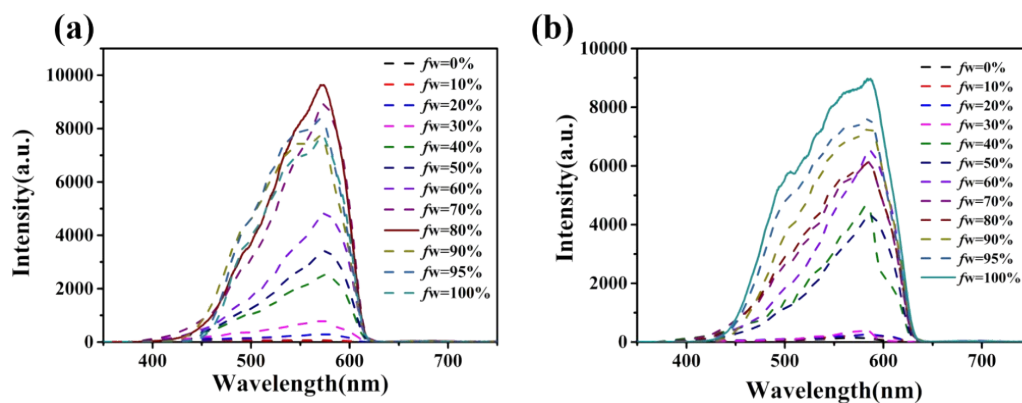 (a)
Intensity(a.u.)
10000
8000
6000
4000
2000
0
400
500
600
700
Wavelength(nm)
fw=0%
fw=10%
fw=20%
fw=30%
fw=40%
fw=50%
fw=60%
fw=70%
fw=80%
fw=90%
fw=95%
fw=100%
(b)
Intensity(a.u.)
10000
8000
6000
4000
2000
0
400
500
600
700
Wavelength(nm)
fw=0%
fw=10%
fw=20%
fw=30%
fw=40%
fw=50%
fw=60%
fw=70%
fw=80%
fw=90%
fw=95%
fw=100%